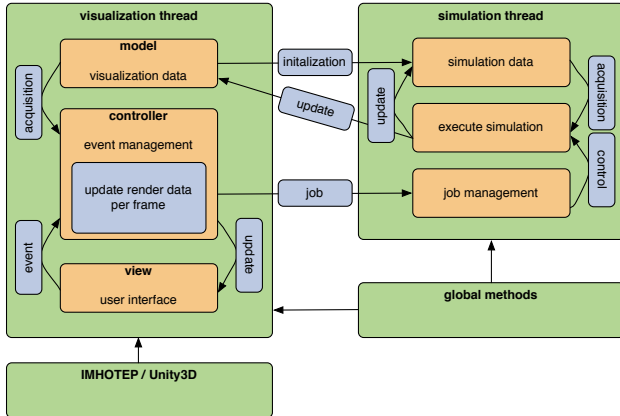 visualization thread
model
visualization data
acquisition
controller
event management
update render data
per frame
event
update
view
user interface
initalization
update
job
simulation thread
simulation data
update
acquisition
execute simulation
control
job management
global methods
IMHOTEP / Unity3D